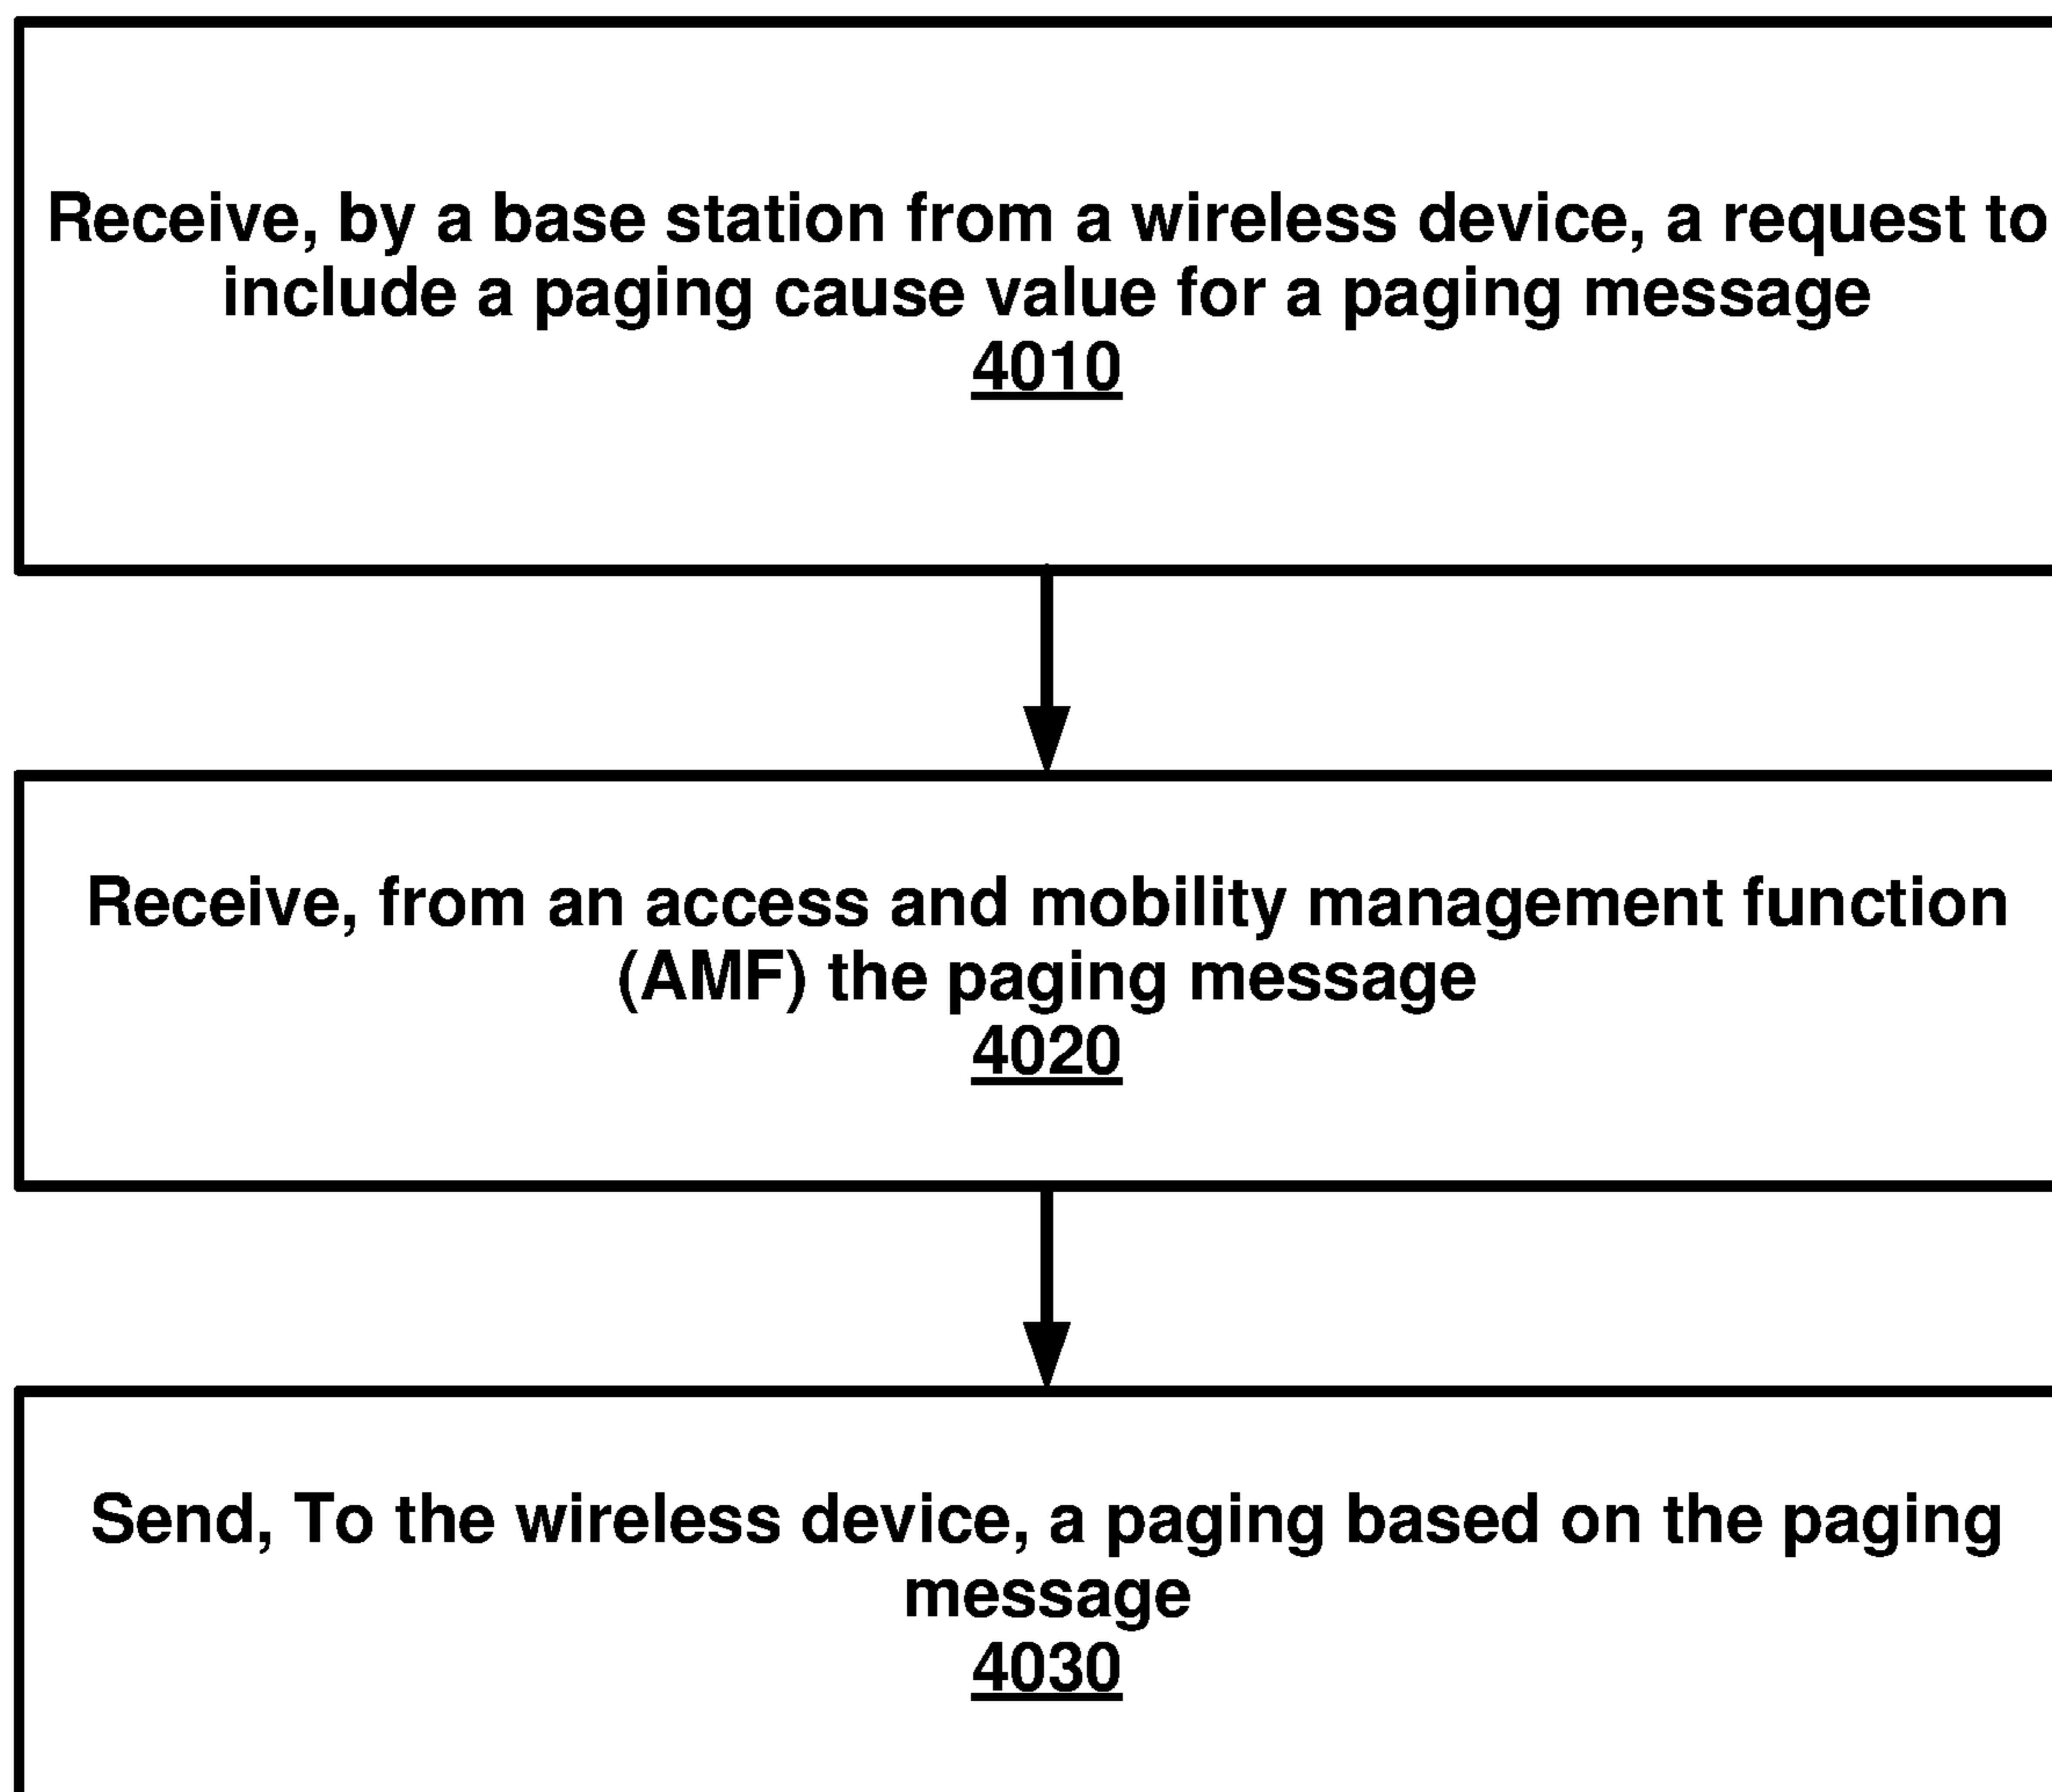 Receive, by a base station from a wireless device, a request to
include a paging cause value for a paging message
4010
Receive, from an access and mobility management function
(AMF) the paging message
4020
Send, To the wireless device, a paging based on the paging
message
4030